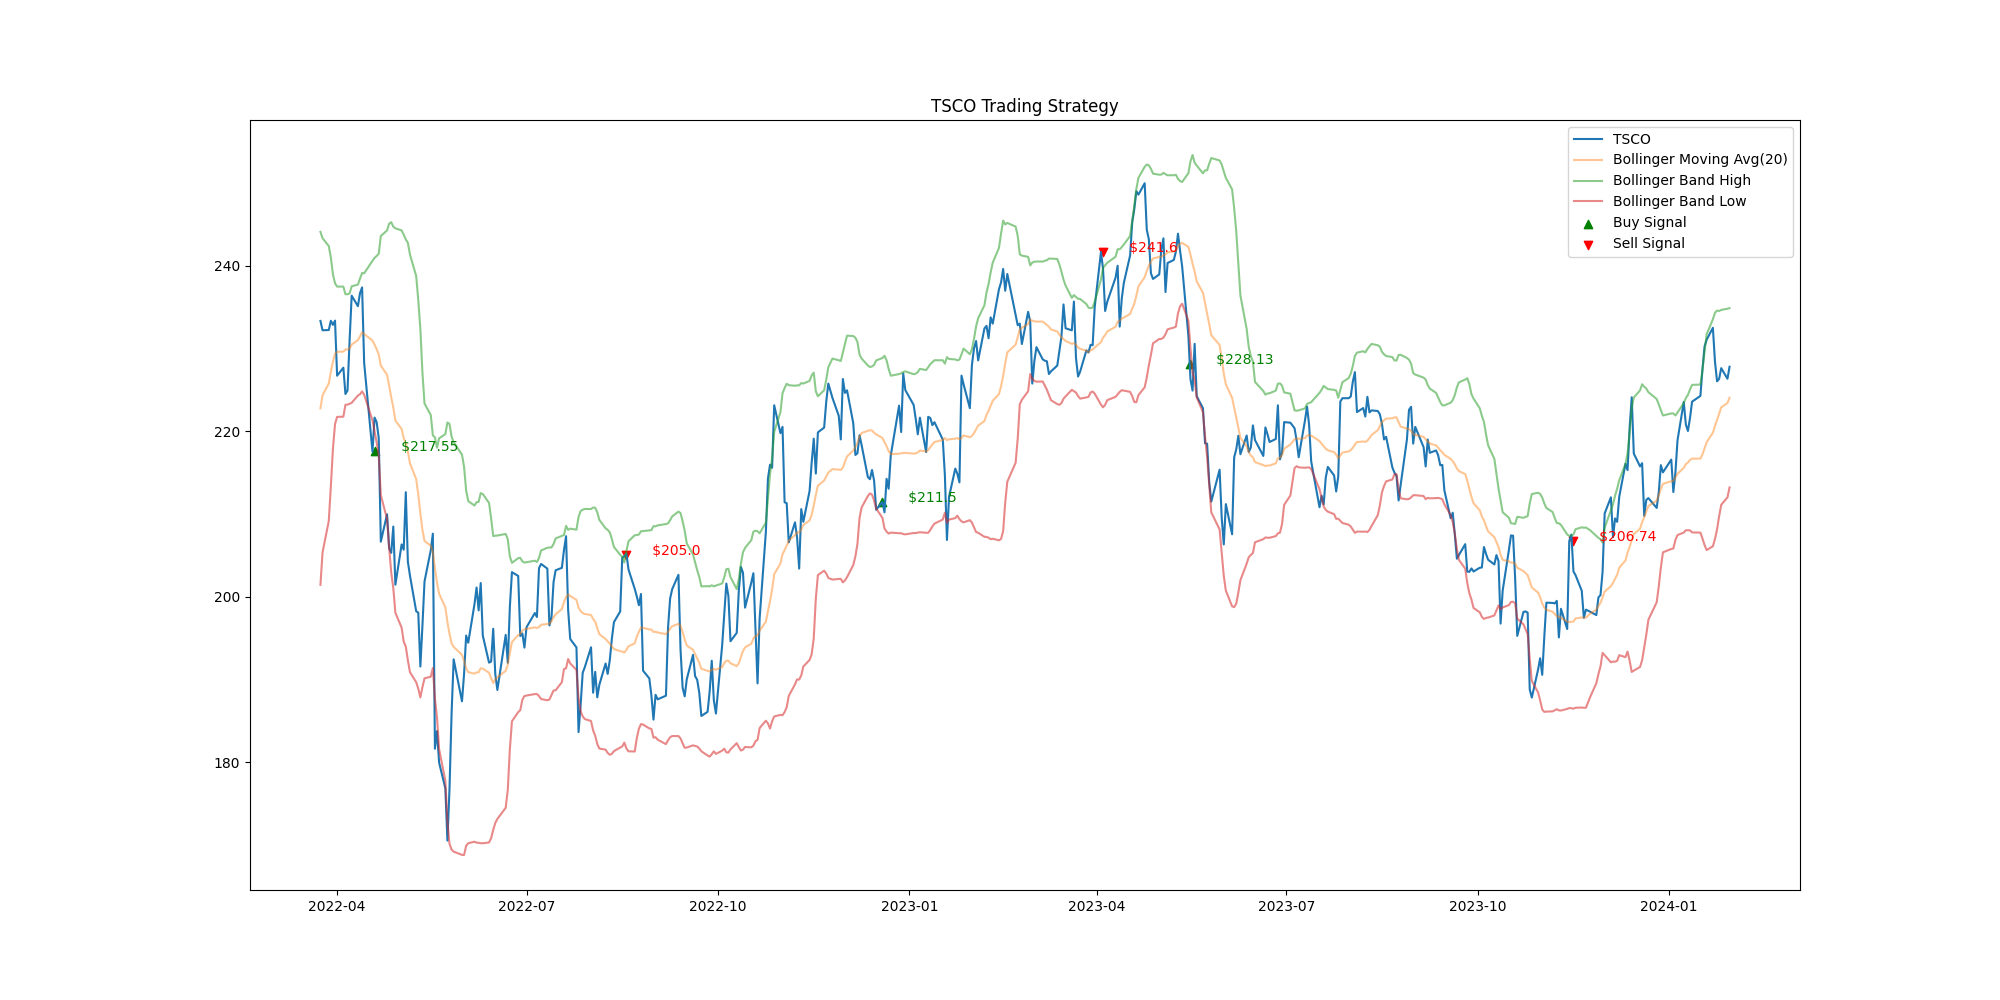 TSCO Trading Strategy
TSCO
Bollinger Moving Avg(20)
Bollinger Band High
Bollinger Band Low
Buy Signal
Sell Signal
240
220
200
180
$217.55
$205.0
$211.5
$241.6
$228.13
$206.74
2022-04
2022-07
2022-10
2023-01
2023-04
2023-07
2023-10
2024-01